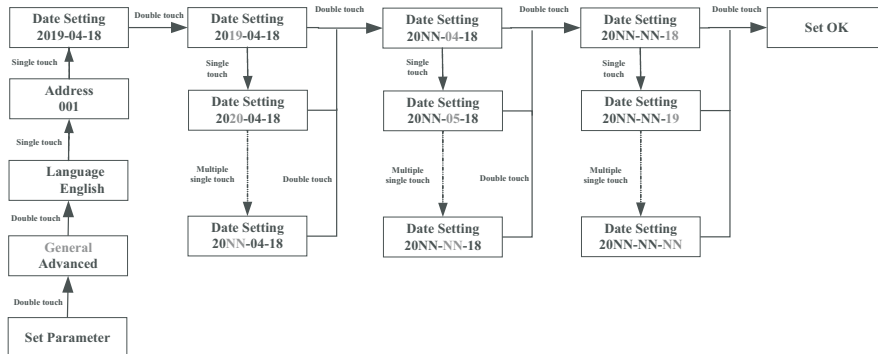 Date Setting
2019-04-18
Double touch
Date Setting
2019-04-18
Double touch
Date Setting
20NN-04-18
Double touch
Date Setting
20NN-NN-18
Double touch
Set OK
Single touch
Single
touch
Single
touch
Single
touch
Address
001
Date Setting
2020-04-18
Date Setting
20NN-05-18
Date Setting
20NN-NN-19
Single touch
Language
English
Multiple
single touch
Double touch
Multiple
single touch
Double touch
Multiple
single touch
Double touch
Date Setting
20NN-04-18
Date Setting
20NN-NN-18
Date Setting
20NN-NN-NN
General
Advanced
Double touch
Set Parameter